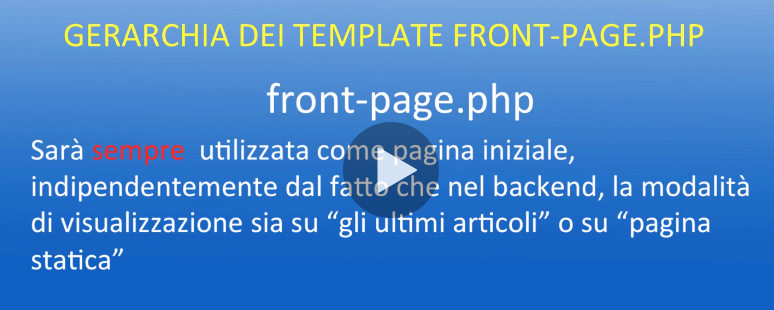 GERARCHIA DEI TEMPLATE FRONT-PAGE.PHP
front-page.php
Sarà sempre utilizzata come pagina iniziale,
indipendentemente dal fatto che nel backend, la modalità
di visualizzazione sia su “gli ultimi articoli” o su “pagina
statica”